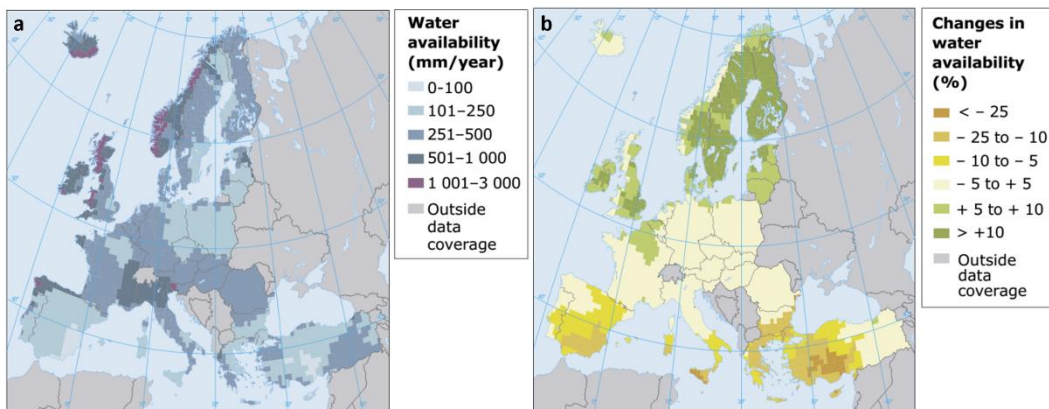 a
Water
availability
(mm/year)
0-100
101–250
251–500
501–1 000
1 001–3 000
Outside
data
coverage
b
Changes in
water
availability
(%)
< – 25
– 25 to – 10
– 10 to – 5
– 5 to + 5
+ 5 to + 10
> +10
Outside
data
coverage